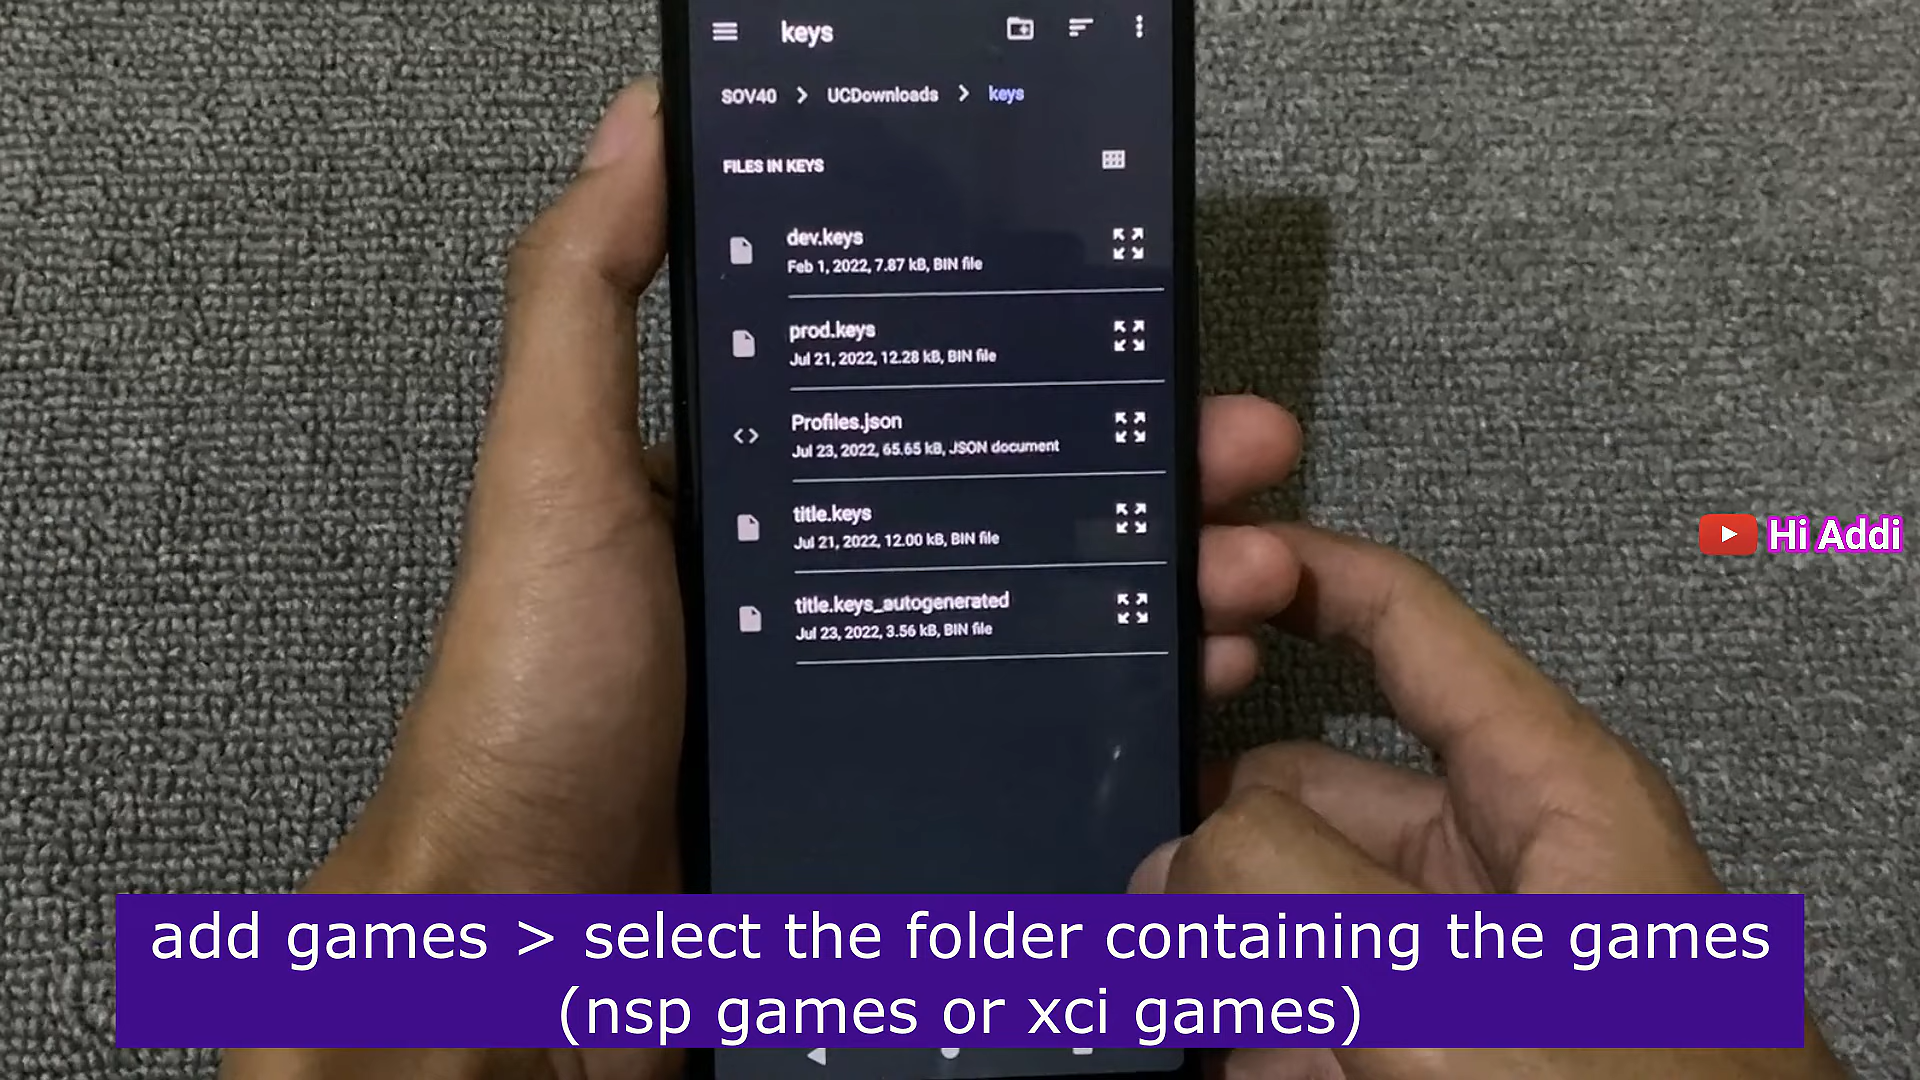 keys
SOV40 > UCDownloads > keys
FILES IN KEYS
dev.keys
Feb 1, 2022, 7.87 kB, BIN file
prod.keys
Jul 21, 2022, 12.28 kB, BIN file
Profiles.json
Jul 23, 2022, 65.65 kB, JSON document
title.keys
Jul 21, 2022, 12.00 kB, BIN file
title.keys_autogenerated
Jul 23, 2022, 3.56 kB, BIN file
Hi Addi
add games > select the folder containing the games
(nsp games or xci games)